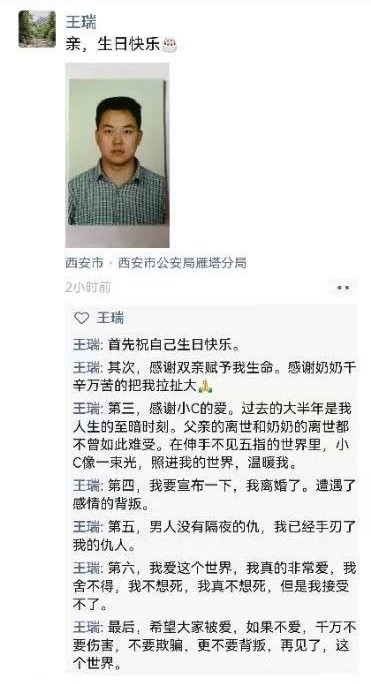 王瑞
亲，生日快乐🎂
西安市·西安市公安局雁塔分局
2小时前
王瑞
王瑞: 首先祝自己生日快乐。
王瑞: 其次，感谢双亲赋予我生命。感谢奶奶千
辛万苦的把我拉扯大🙏
王瑞: 第三，感谢小C的爱。过去的大半年是我
人生的至暗时刻。父亲的离世和奶奶的离世都
不曾如此难受。在伸手不见五指的世界里，小
C像一束光，照进我的世界，温暖我。
王瑞: 第四，我要宣布一下，我离婚了。遭遇了
感情的背叛。
王瑞: 第五，男人没有隔夜的仇，我已经手刃了
我的仇人。
王瑞: 第六，我爱这个世界，我真的非常爱，我
舍不得，我不想死，我真不想死，但是我接受
不了。
王瑞: 最后，希望大家被爱，如果不爱，千万不
要伤害，不要欺骗，更不要背叛，再见了，这
个世界。